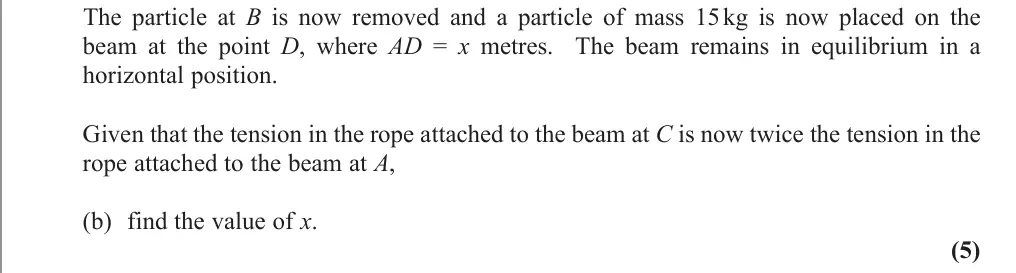 The particle at B is now removed and a particle of mass 15 kg is now placed on the
beam at the point D, where AD = x metres. The beam remains in equilibrium in a
horizontal position.
Given that the tension in the rope attached to the beam at C is now twice the tension in the
rope attached to the beam at A,
(b) find the value of x.
(5)